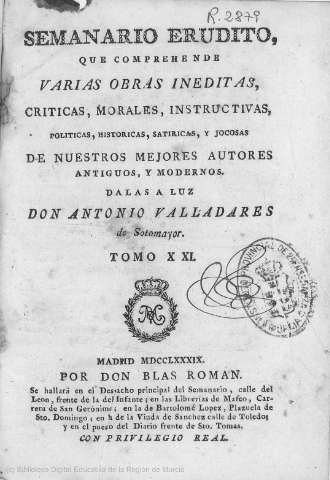 R. 2879
SEMANARIO ERUDITO,
QUE COMPREHENDE
VARIAS OBRAS INEDITAS,
CRITICAS, MORALES, INSTRUCTIVAS,
POLITICAS, HISTORICAS, SATIRICAS, Y JOCOSAS
DE NUESTROS MEJORES AUTORES
ANTIGUOS, Y MODERNOS.
DALAS A LUZ
DON ANTONIO VALLADARES
de Sotomayor.
TOMO XXI.
MADRID MDCCLXXXIX.
POR DON BLAS ROMAN.
Se hallará en el Despacho principal del Semanario, calle del
Leon, frente de la del Infante; en las Librerías de Mafeo, Car-
rera de San Gerónimo; en la de Bartolomé Lopez, Plazuela de
Sto. Domingo; en la de la Viuda de Sanchez calle de Toledo;
y en el puesto del Diario frente de Sto. Tomas.
CON PRIVILEGIO REAL.
(c) Biblioteca Digital Educativa de la Región de Murcia